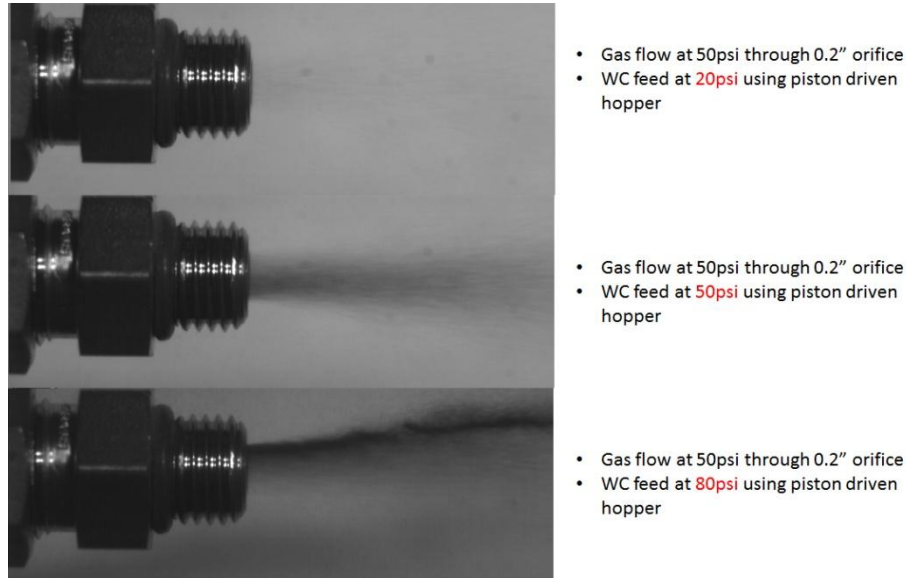 • Gas flow at 50psi through 0.2” orifice
• WC feed at 20psi using piston driven
hopper
• Gas flow at 50psi through 0.2” orifice
• WC feed at 50psi using piston driven
hopper
• Gas flow at 50psi through 0.2” orifice
• WC feed at 80psi using piston driven
hopper